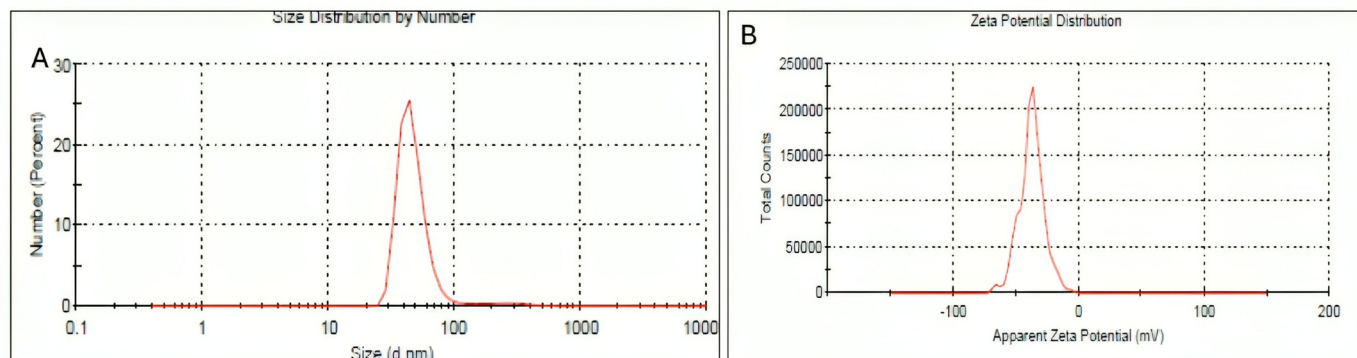 Size Distribution by Number
A
Number (Percent)
30
20
10
0
0.1 1 10 100 1000 1000
Size (d.nm)
B
Zeta Potential Distribution
Total Counts
250000
200000
150000
100000
50000
0
-100 0 100 200
Apparent Zeta Potential (mV)